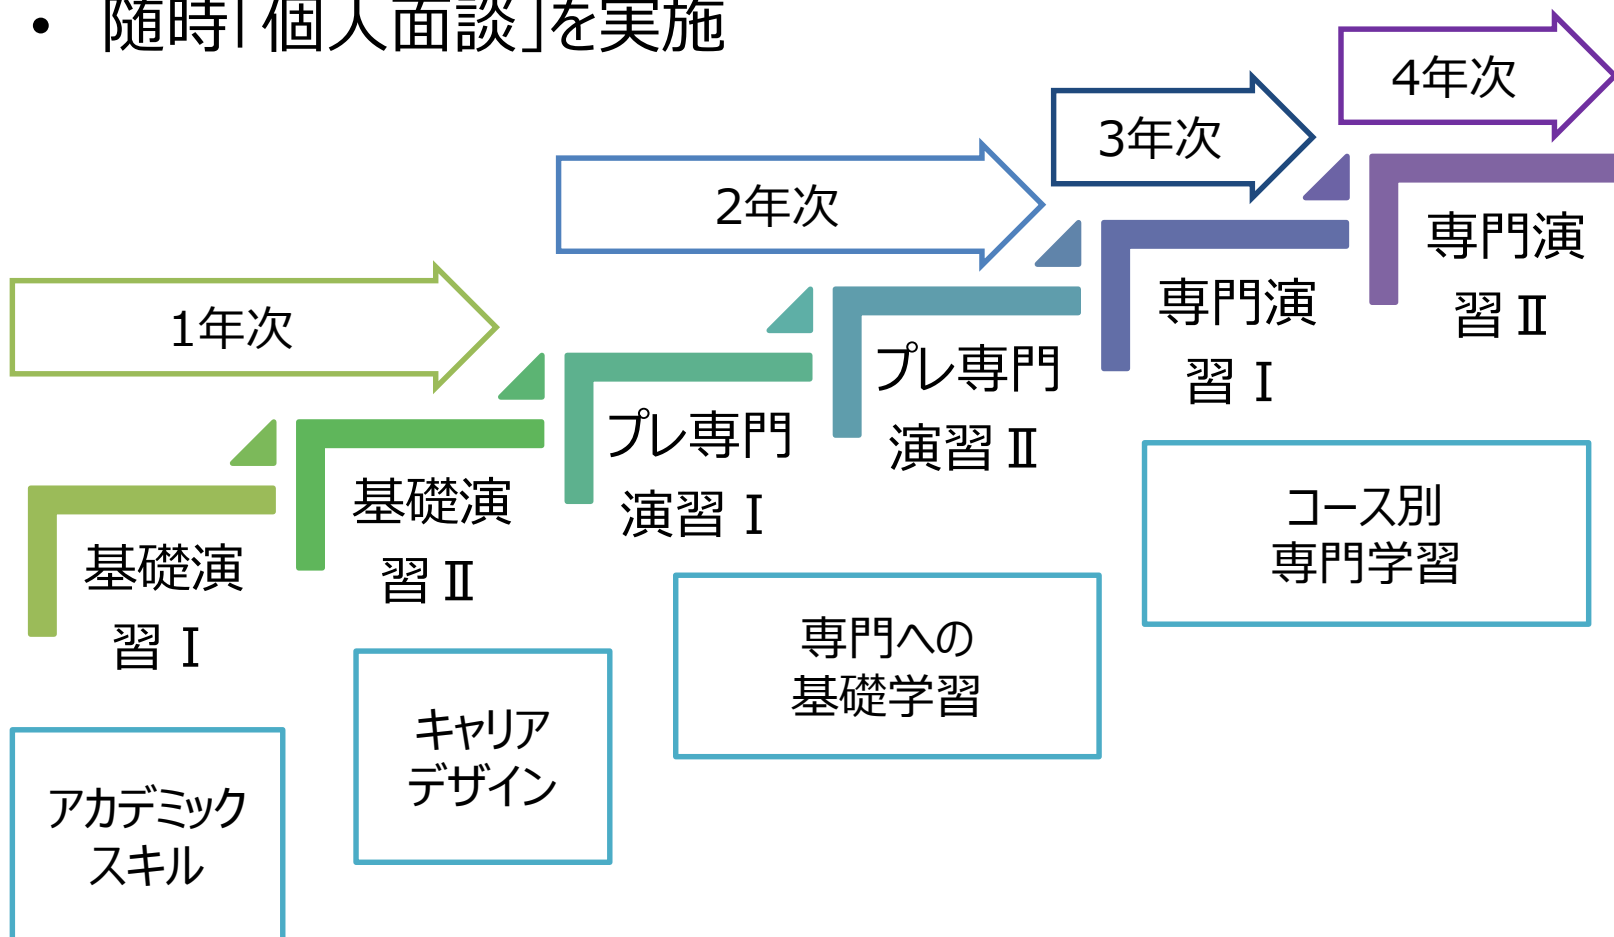 • 随時「個人面談」を実施
4年次
3年次
2年次
1年次
専門演
習Ⅱ
専門演
習Ⅰ
プレ専門
演習Ⅱ
プレ専門
演習Ⅰ
基礎演
習Ⅱ
基礎演
習Ⅰ
コース別
専門学習
専門への
基礎学習
キャリア
デザイン
アカデミック
スキル